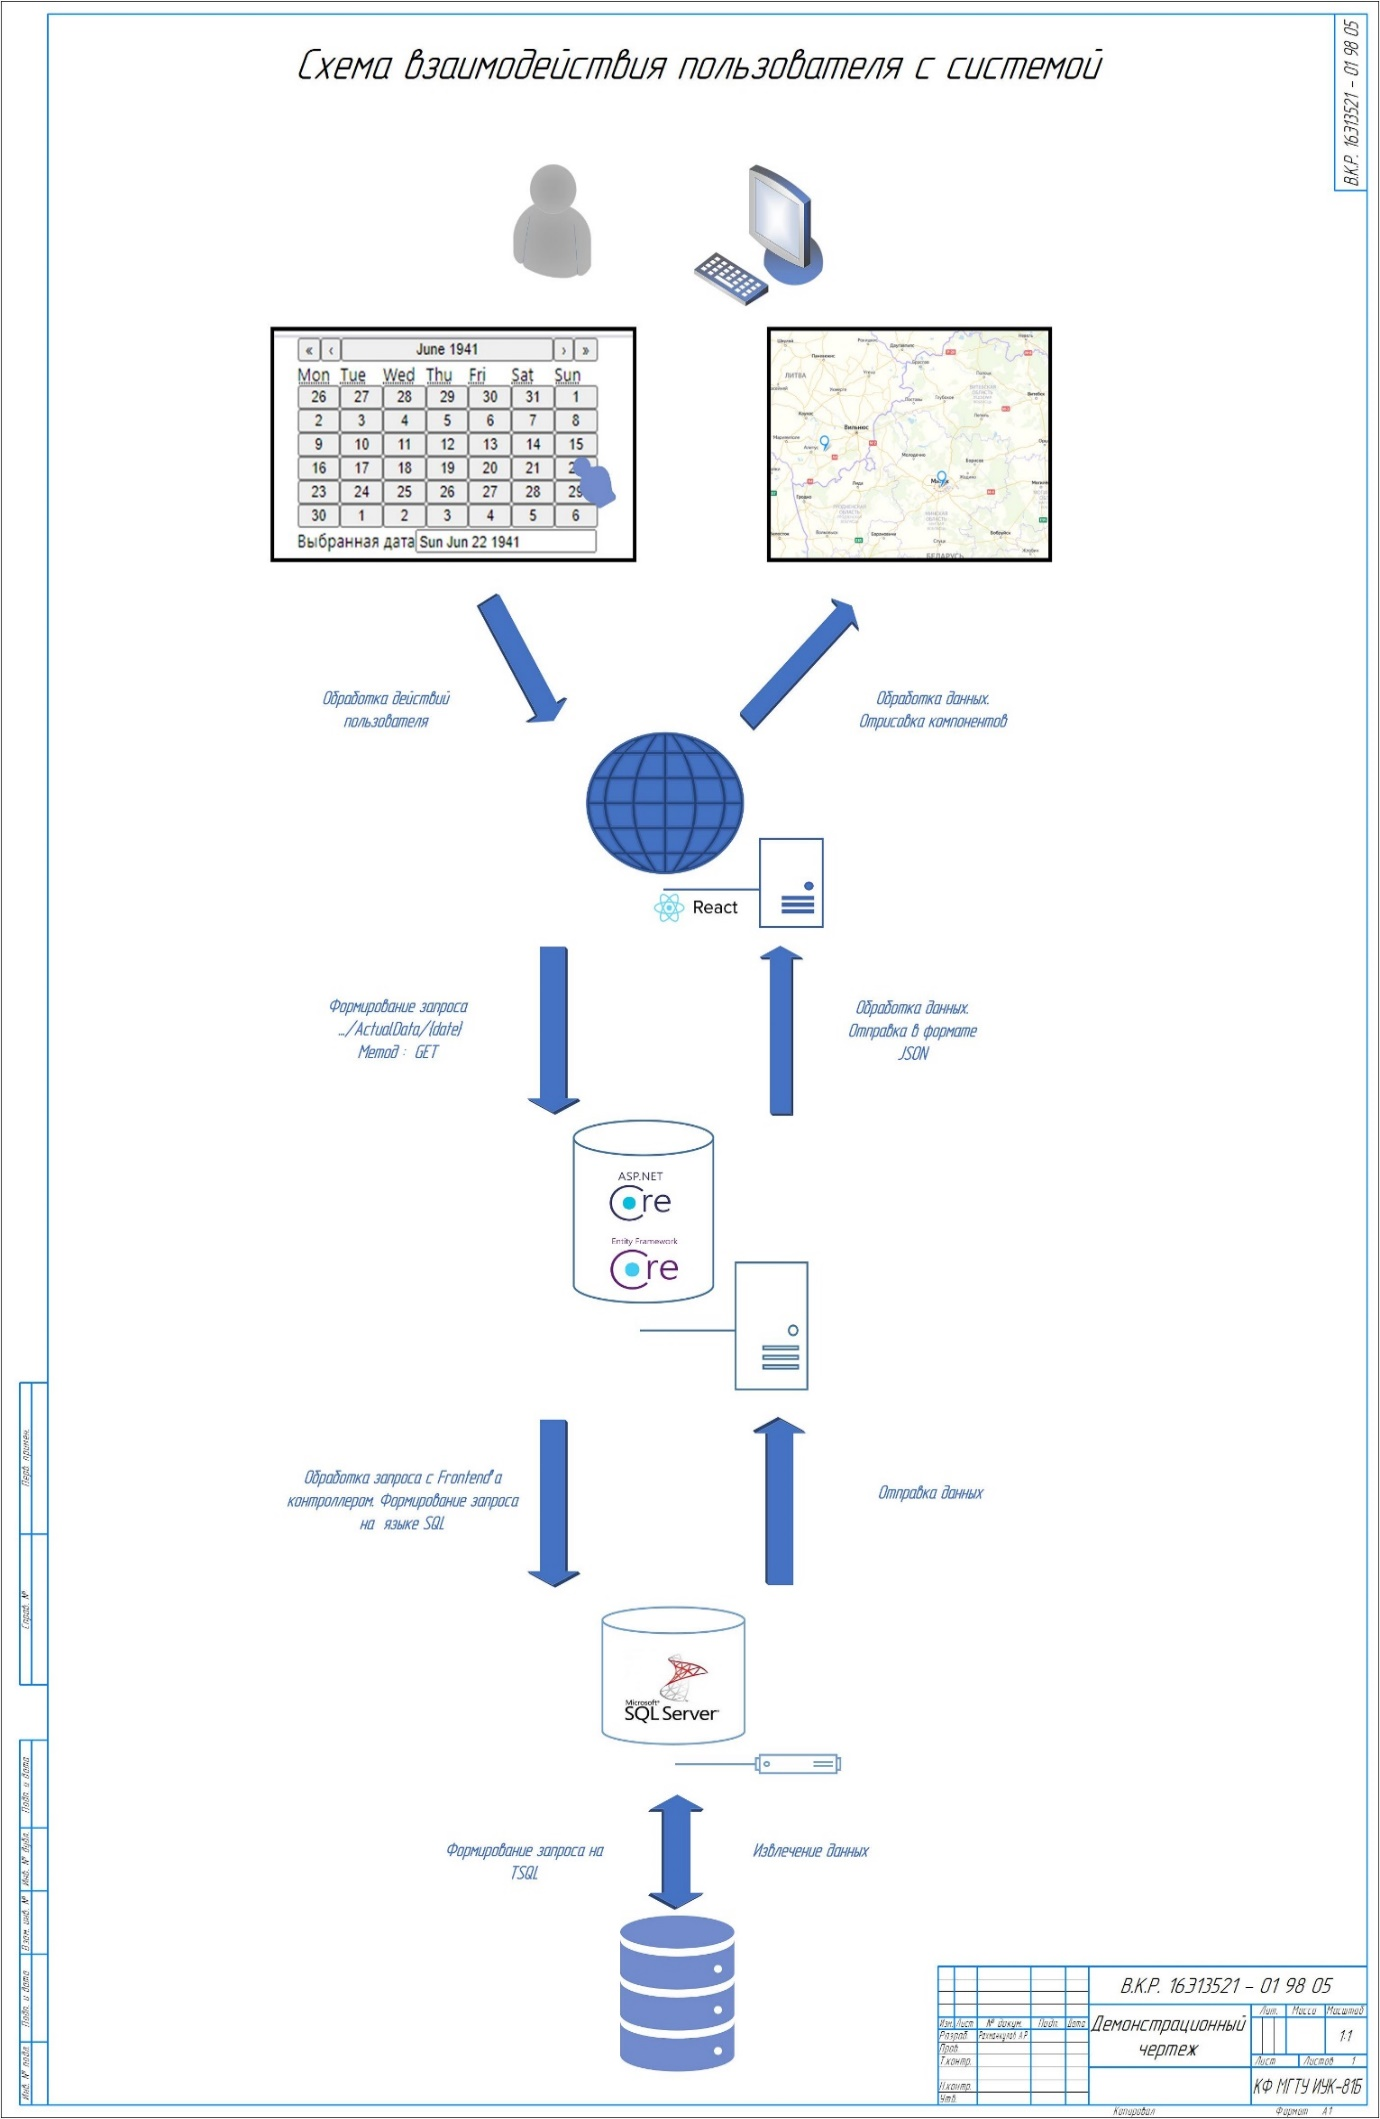 В.К.Р. 16Э13521 - 01 98 05
Схема взаимодействия пользователя с системой
« ‹ June 1941 › »
Mon Tue Wed Thu Fri Sat Sun
26 27 28 29 30 31 1
2 3 4 5 6 7 8
9 10 11 12 13 14 15
16 17 18 19 20 21
23 24 25 26 27 28 29
30 1 2 3 4 5 6
Выбранная дата Sun Jun 22 1941
ЛИТВА
Вильнюс
Минск
БЕЛАРУСЬ
Обработка действий
пользователя
Обработка данных.
Отрисовка компонентов
React
Формирование запроса
.../ActualData/{date}
Метод : GET
Обработка данных.
Отправка в формате
JSON
ASP.NET
Core
Entity Framework
Core
Обработка запроса с Frontend'а
контроллером. Формирование запроса
на языке SQL
Отправка данных
Microsoft
SQL Server
Формирование запроса на
TSQL
Извлечение данных
Перв. примен.
Справ. №
Подп. и дата
Инв. № дубл.
Взам. инв. №
Подп. и дата
Инв. № подл.
В.К.Р. 16Э13521 - 01 98 05
Изм. Лист № докум. Подп. Дата
Разраб.
Пров.
Т.контр.
Н.контр.
Утв.
Демонстрационный
чертеж
Лит. Масса Масштаб
1:1
Лист Листов 1
КФ МГТУ ИУК-81Б
Копировал Формат А1